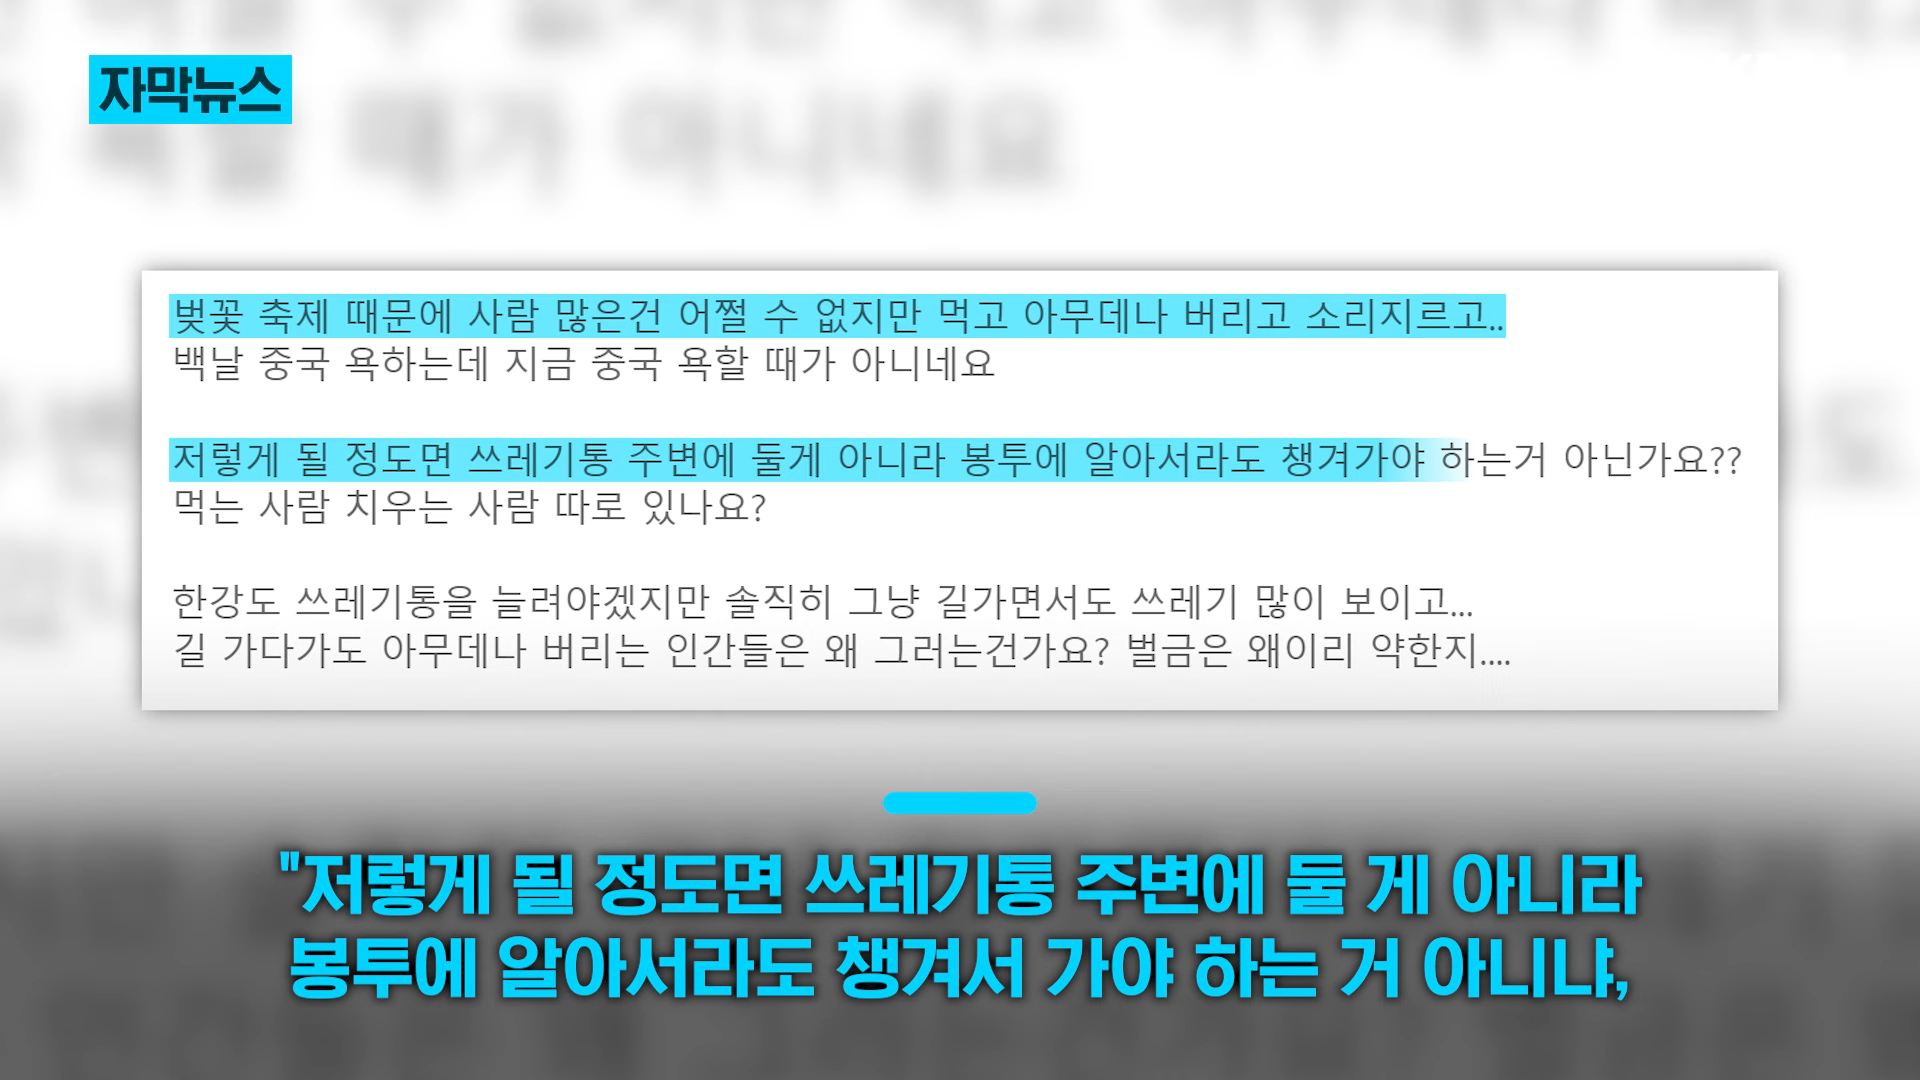 자막뉴스
벚꽃 축제 때문에 사람 많은건 어쩔 수 없지만 먹고 아무데나 버리고 소리지르고..
백날 중국 욕하는데 지금 중국 욕할 때가 아니네요
저렇게 될 정도면 쓰레기통 주변에 둘게 아니라 봉투에 알아서라도 챙겨가야 하는거 아닌가요??
먹는 사람 치우는 사람 따로 있나요?
한강도 쓰레기통을 늘려야겠지만 솔직히 그냥 길가면서도 쓰레기 많이 보이고...
길 가다가도 아무데나 버리는 인간들은 왜 그러는건가요? 벌금은 왜이리 약한지....
"저렇게 될 정도면 쓰레기통 주변에 둘 게 아니라
봉투에 알아서라도 챙겨서 가야 하는 거 아니냐,